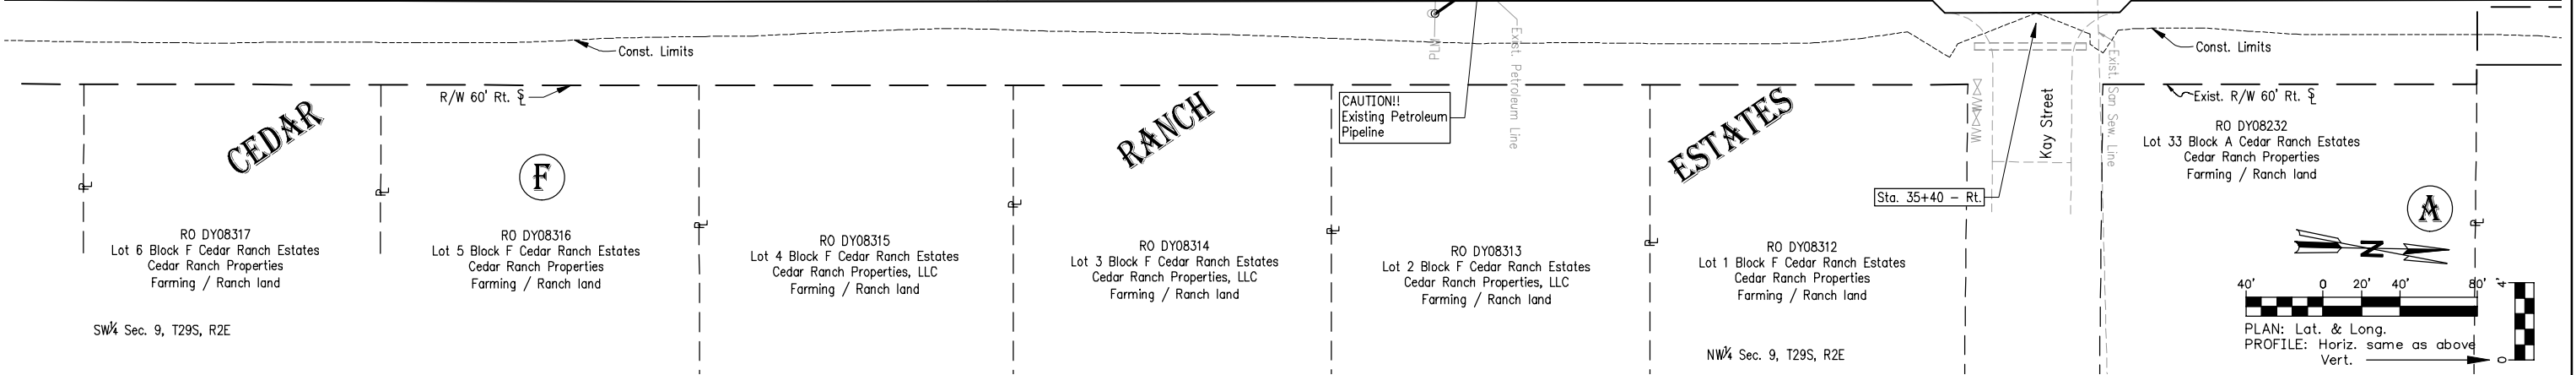 PLM
Exist. Petroleum Line
Const. Limits
Const. Limits
Exist. San Sew. Line
R/W 60' Rt. ℄
CAUTION!!
Existing Petroleum
Pipeline
Exist. R/W 60' Rt. ℄
CEDAR
RANCH
ESTATES
Kay Street
F
A
RO DY08232
Lot 33 Block A Cedar Ranch Estates
Cedar Ranch Properties
Farming / Ranch land
Sta. 35+40 - Rt.
RO DY08317
Lot 6 Block F Cedar Ranch Estates
Cedar Ranch Properties
Farming / Ranch land
RO DY08316
Lot 5 Block F Cedar Ranch Estates
Cedar Ranch Properties
Farming / Ranch land
RO DY08315
Lot 4 Block F Cedar Ranch Estates
Cedar Ranch Properties, LLC
Farming / Ranch land
RO DY08314
Lot 3 Block F Cedar Ranch Estates
Cedar Ranch Properties, LLC
Farming / Ranch land
RO DY08313
Lot 2 Block F Cedar Ranch Estates
Cedar Ranch Properties, LLC
Farming / Ranch land
RO DY08312
Lot 1 Block F Cedar Ranch Estates
Cedar Ranch Properties
Farming / Ranch land
N
40' 0 20' 40' 80'
4'
0
PLAN: Lat. & Long.
PROFILE: Horiz. same as above
Vert.
SW¼ Sec. 9, T29S, R2E
NW¼ Sec. 9, T29S, R2E